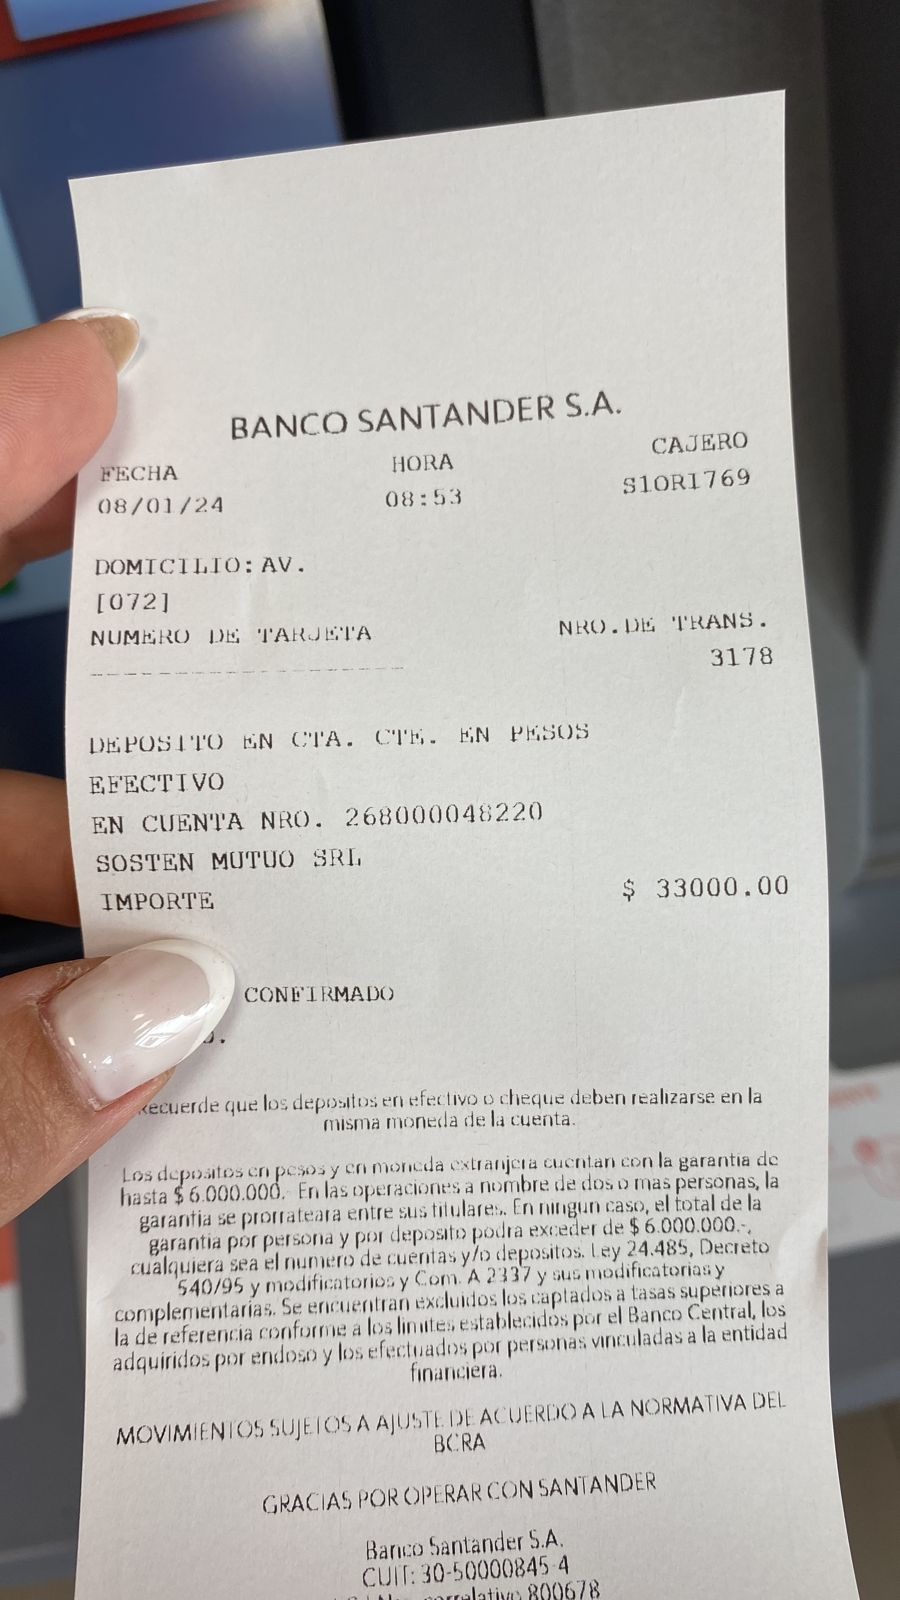 BANCO SANTANDER S.A.
FECHA HORA CAJERO
08/01/24 08:53 S1OR1769
DOMICILIO: AV.
[072]
NUMERO DE TARJETA NRO.DE TRANS.
3178
DEPOSITO EN CTA. CTE. EN PESOS
EFECTIVO
EN CUENTA NRO. 268000048220
SOSTEN MUTUO SRL
IMPORTE $ 33000.00
CONFIRMADO
ecuerde que los depositos en efectivo o cheque deben realizarse en la
misma moneda de la cuenta.
Los depositos en pesos y en moneda extranjera cuentan con la garantia de
hasta $ 6.000.000.- En las operaciones a nombre de dos o mas personas, la
garantia se prorrateara entre sus titulares. En ningun caso, el total de la
garantia por persona y por deposito podra exceder de $ 6.000.000.-,
cualquiera sea el numero de cuentas y/o depositos. Ley 24.485, Decreto
540/95 y modificatorios y Com. A 2337 y sus modificatorias y
complementarias. Se encuentran excluidos los captados a tasas superiores a
la de referencia conforme a los limites establecidos por el Banco Central, los
adquiridos por endoso y los efectuados por personas vinculadas a la entidad
financiera.
MOVIMIENTOS SUJETOS A AJUSTE DE ACUERDO A LA NORMATIVA DEL
BCRA
GRACIAS POR OPERAR CON SANTANDER
Banco Santander S.A.
CUIT: 30-50000845-4
correlativo 800678